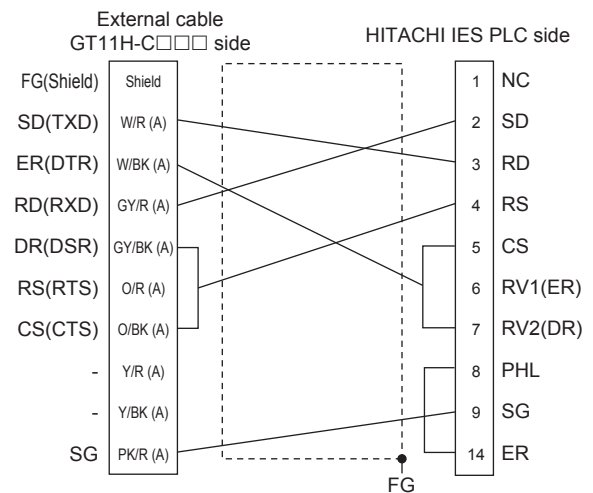 External cable
GT11H-C□□□ side
HITACHI IES PLC side
FG(Shield) Shield 1 NC
SD(TXD) W/R (A) 2 SD
ER(DTR) W/BK (A) 3 RD
RD(RXD) GY/R (A) 4 RS
DR(DSR) GY/BK (A) 5 CS
RS(RTS) O/R (A) 6 RV1(ER)
CS(CTS) O/BK (A) 7 RV2(DR)
- Y/R (A) 8 PHL
- Y/BK (A) 9 SG
SG PK/R (A) 14 ER
FG